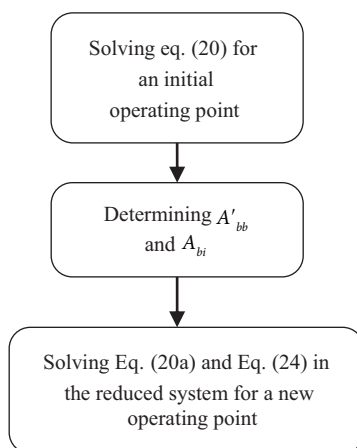 Solving eq. (20) for
an initial
operating point
Determining A'bb
and Abi
Solving Eq. (20a) and Eq. (24) in
the reduced system for a new
operating point